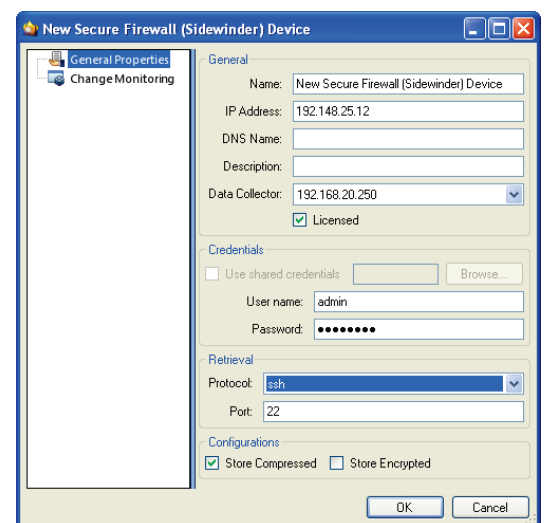 New Secure Firewall (Sidewinder) Device
General Properties
Change Monitoring
General
Name: New Secure Firewall (Sidewinder) Device
IP Address: 192.148.25.12
DNS Name:
Description:
Data Collector: 192.168.20.250
Licensed
Credentials
Use shared credentials Browse...
User name: admin
Password: ●●●●●●●●
Retrieval
Protocol: ssh
Port: 22
Configurations
Store Compressed Store Encrypted
OK Cancel